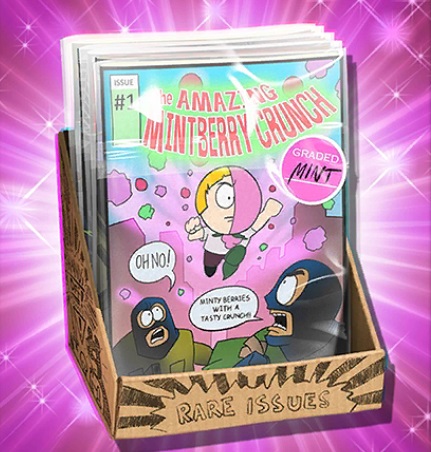 ISSUE
#1
the AMAZING
MINTBERRY CRUNCH
GRADED
MINT
OH NO!
MINTY BERRIES
WITH A
TASTY CRUNCH!!
RARE ISSUES